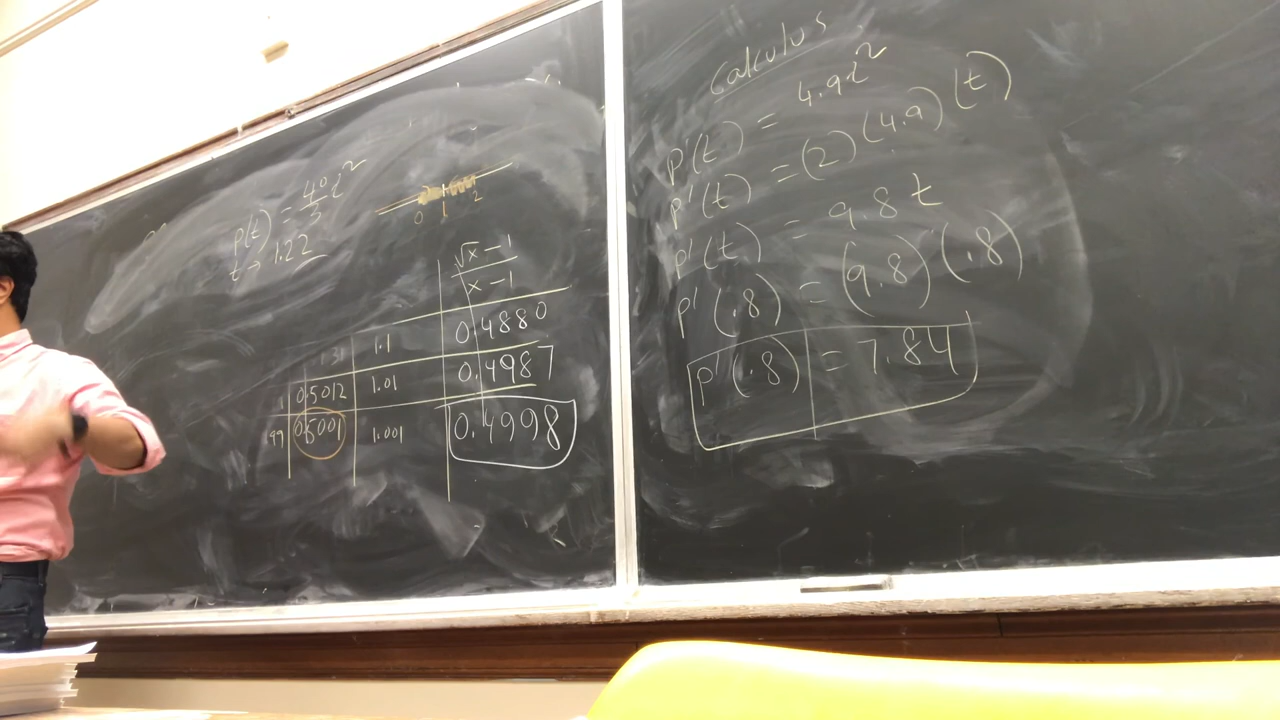 p(t) = 40/3 t²
t → 1.22
0 1 2
√x − 1
x − 1
1.1 0.4880
0.5012 1.01 0.4987
99 0.5001 1.001 0.4998
Calculus
p'(t) = 4.9t²
p'(t) = (2)(4.9)(t)
p'(t) = 9.8t
p'(.8) = (9.8)(.8)
p'(.8) = 7.84